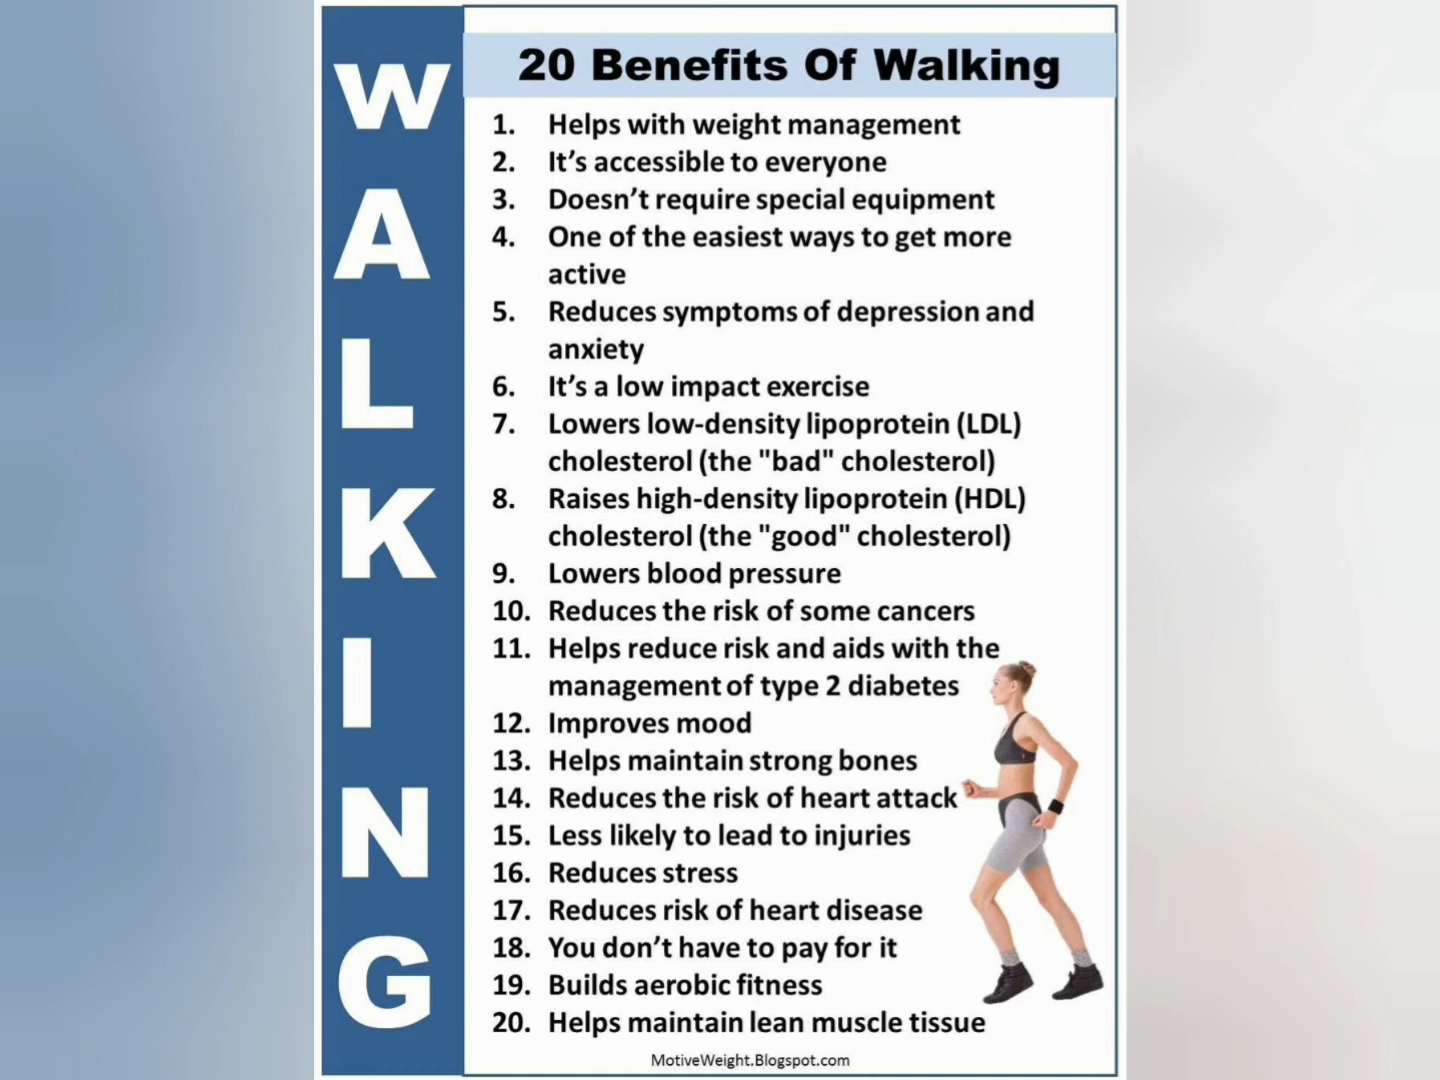 WALKING
20 Benefits Of Walking
1. Helps with weight management
2. It’s accessible to everyone
3. Doesn’t require special equipment
4. One of the easiest ways to get more
active
5. Reduces symptoms of depression and
anxiety
6. It’s a low impact exercise
7. Lowers low-density lipoprotein (LDL)
cholesterol (the "bad" cholesterol)
8. Raises high-density lipoprotein (HDL)
cholesterol (the "good" cholesterol)
9. Lowers blood pressure
10. Reduces the risk of some cancers
11. Helps reduce risk and aids with the
management of type 2 diabetes
12. Improves mood
13. Helps maintain strong bones
14. Reduces the risk of heart attack
15. Less likely to lead to injuries
16. Reduces stress
17. Reduces risk of heart disease
18. You don’t have to pay for it
19. Builds aerobic fitness
20. Helps maintain lean muscle tissue
MotiveWeight.Blogspot.com